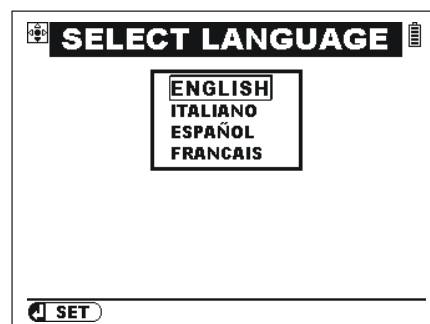 SELECT LANGUAGE
ENGLISH
ITALIANO
ESPAÑOL
FRANCAIS
SET